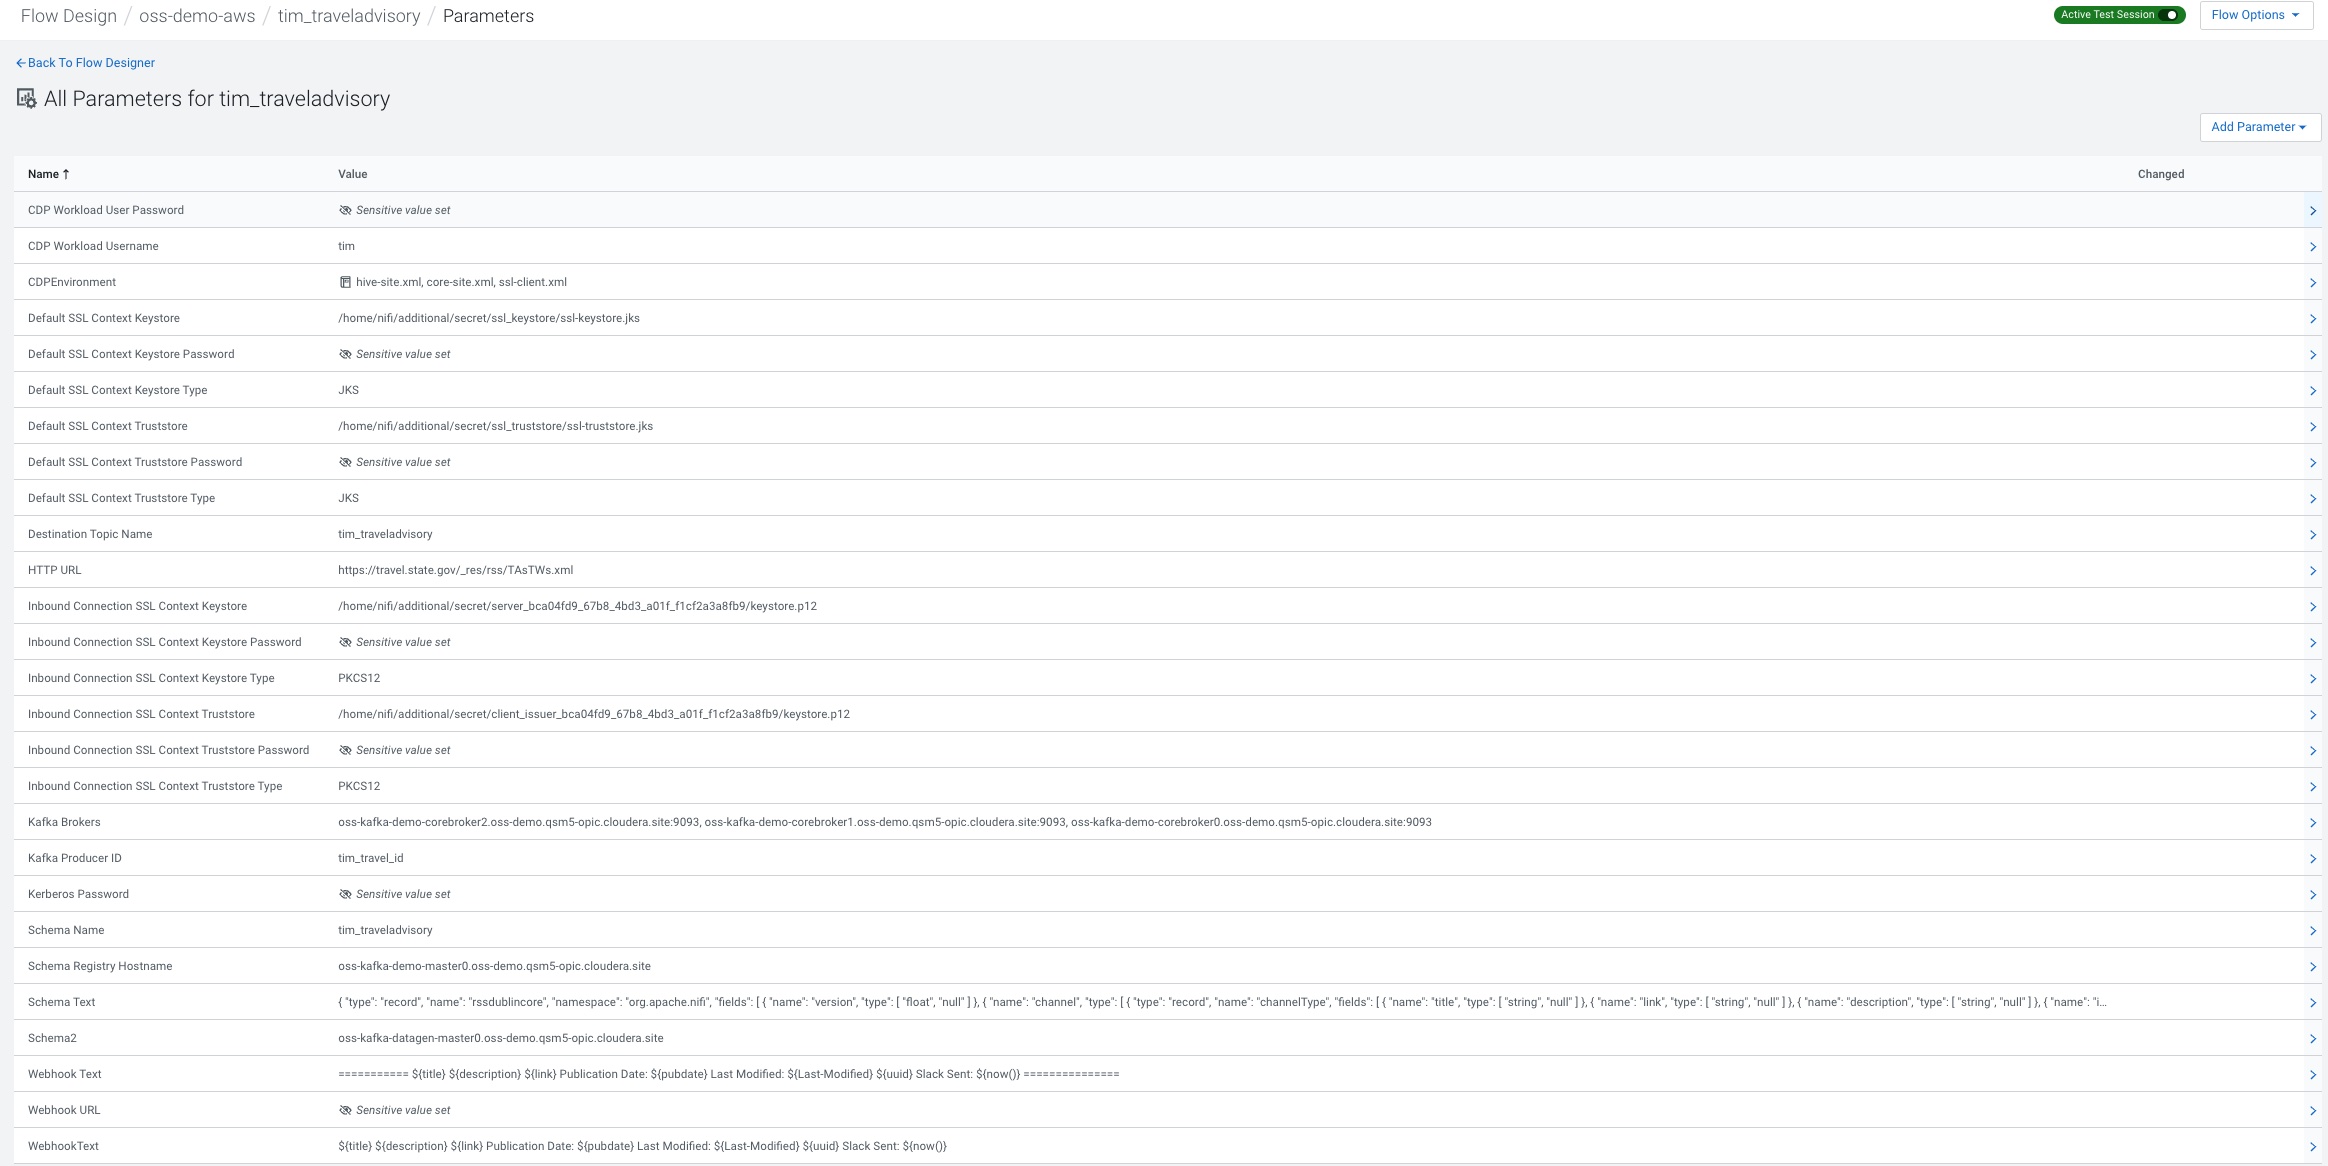 Flow Design / oss-demo-aws / tim_traveladvisory / Parameters
Active Test Session
Flow Options
Back To Flow Designer
All Parameters for tim_traveladvisory
Add Parameter
Name Value Changed
CDP Workload User Password Sensitive value set
CDP Workload Username tim
CDPEnvironment hive-site.xml, core-site.xml, ssl-client.xml
Default SSL Context Keystore /home/nifi/additional/secret/ssl_keystore/ssl-keystore.jks
Default SSL Context Keystore Password Sensitive value set
Default SSL Context Keystore Type JKS
Default SSL Context Truststore /home/nifi/additional/secret/ssl_truststore/ssl-truststore.jks
Default SSL Context Truststore Password Sensitive value set
Default SSL Context Truststore Type JKS
Destination Topic Name tim_traveladvisory
HTTP URL https://travel.state.gov/_res/rss/TAsTWs.xml
Inbound Connection SSL Context Keystore /home/nifi/additional/secret/server_bca04fd9_67b8_4bd3_a01f_f1cf2a3a8fb9/keystore.p12
Inbound Connection SSL Context Keystore Password Sensitive value set
Inbound Connection SSL Context Keystore Type PKCS12
Inbound Connection SSL Context Truststore /home/nifi/additional/secret/client_issuer_bca04fd9_67b8_4bd3_a01f_f1cf2a3a8fb9/keystore.p12
Inbound Connection SSL Context Truststore Password Sensitive value set
Inbound Connection SSL Context Truststore Type PKCS12
Kafka Brokers oss-kafka-demo-corebroker2.oss-demo.qsm5-opic.cloudera.site:9093, oss-kafka-demo-corebroker1.oss-demo.qsm5-opic.cloudera.site:9093, oss-kafka-demo-corebroker0.oss-demo.qsm5-opic.cloudera.site:9093
Kafka Producer ID tim_travel_id
Kerberos Password Sensitive value set
Schema Name tim_traveladvisory
Schema Registry Hostname oss-kafka-demo-master0.oss-demo.qsm5-opic.cloudera.site
Schema Text { "type": "record", "name": "rssdublincore", "namespace": "org.apache.nifi", "fields": [ { "name": "version", "type": [ "float", "null" ] }, { "name": "channel", "type": [ { "type": "record", "name": "channelType", "fields": [ { "name": "title", "type": [ "string", "null" ] }, { "name": "link", "type": [ "string", "null" ] }, { "name": "description", "type": [ "string", "null" ] }, { "name": "i...
Schema2 oss-kafka-datagen-master0.oss-demo.qsm5-opic.cloudera.site
Webhook Text =========== ${title} ${description} ${link} Publication Date: ${pubdate} Last Modified: ${Last-Modified} ${uuid} Slack Sent: ${now()} ===============
Webhook URL Sensitive value set
WebhookText ${title} ${description} ${link} Publication Date: ${pubdate} Last Modified: ${Last-Modified} ${uuid} Slack Sent: ${now()}